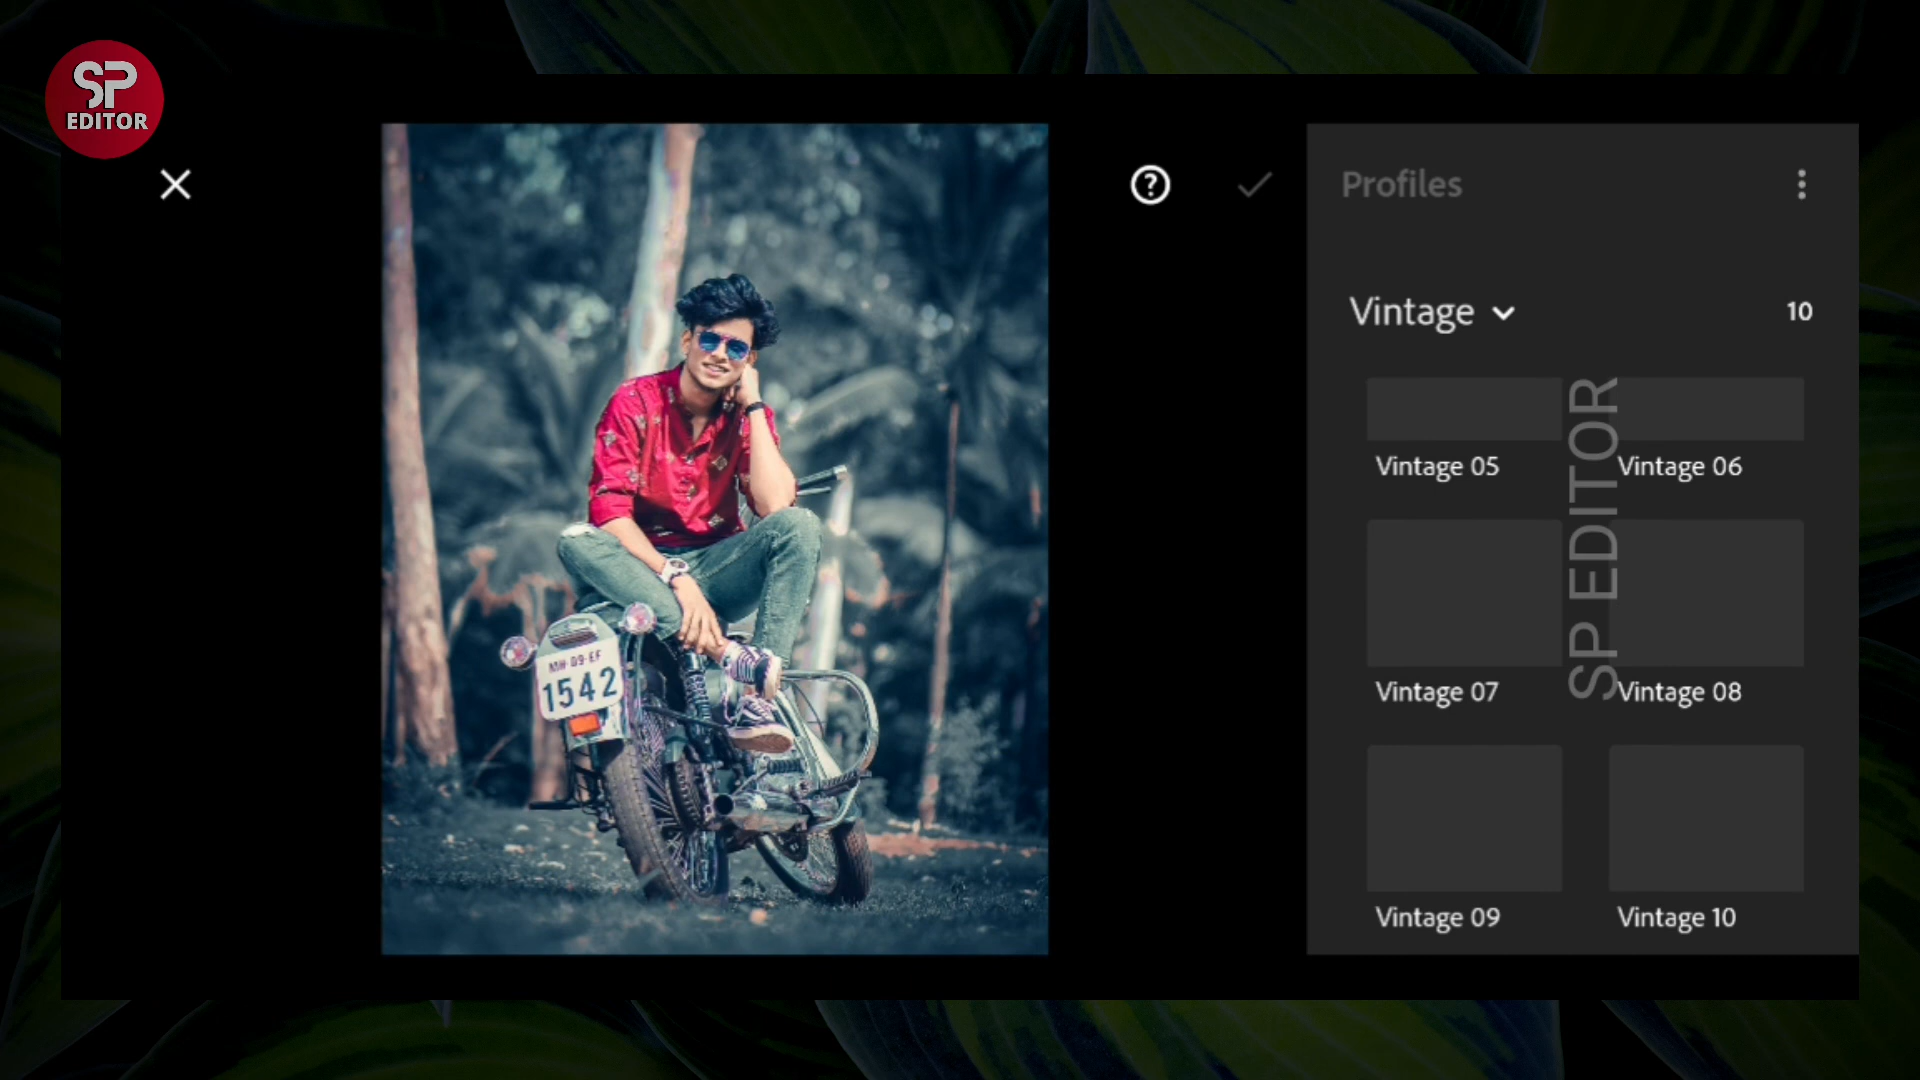 SP
EDITOR
Profiles
Vintage
10
Vintage 05
Vintage 06
SP EDITOR
Vintage 07
Vintage 08
Vintage 09
Vintage 10
MH-09-EF
1542